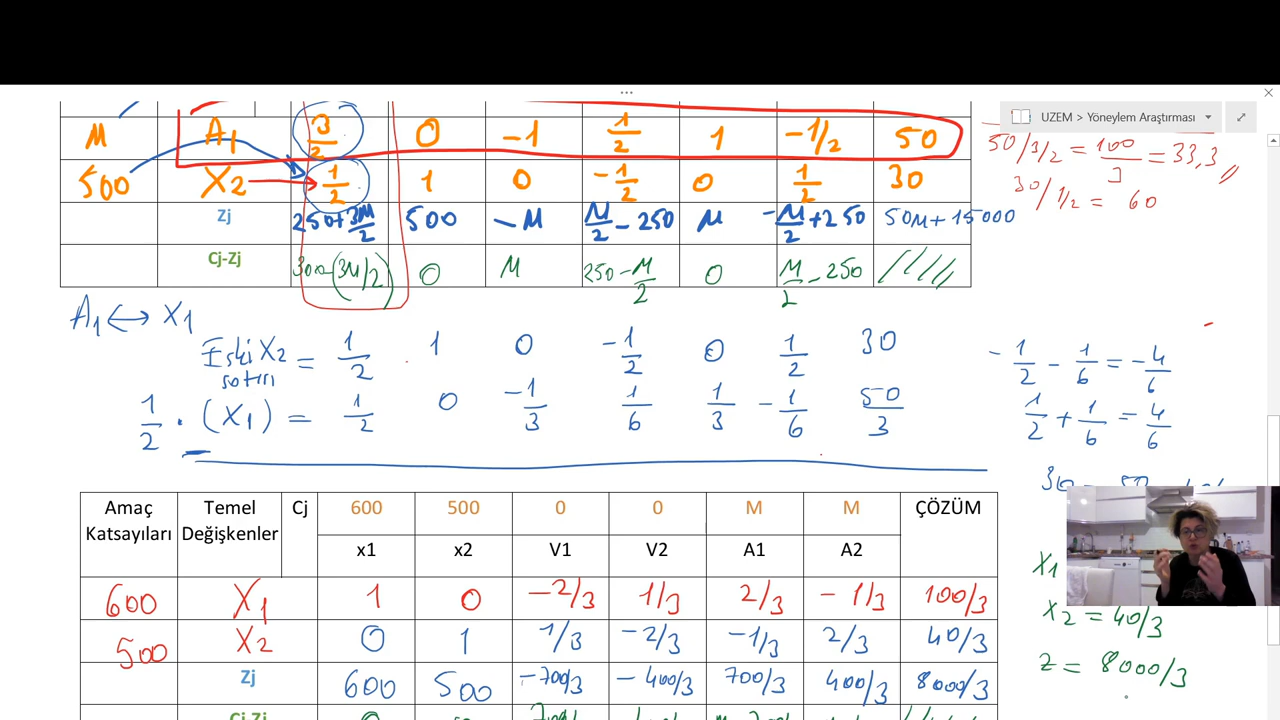 UZEM > Yöneylem Araştırması
M A1 3/2 0 -1 1/2 1 -1/2 50
50/3/2 = 100/3 = 33,3
500 X2 1/2 1 0 -1/2 0 1/2 30
30/1/2 = 60
Zj 250+3M/2 500 -M M/2-250 M -M/2+250 50M+15000
Cj-Zj 300-(3M/2) 0 M 250-M/2 0 M/2-250
A1 ↔ X1
Eski X2 satırı = 1/2 1 0 -1/2 0 1/2 30
-1/2 - 1/6 = -4/6
1/2 . (X1) = 1/2 0 -1/3 1/6 1/3 -1/6 50/3
1/2 + 1/6 = 4/6
Amaç Katsayıları Temel Değişkenler Cj 600 500 0 0 M M ÇÖZÜM
x1 x2 V1 V2 A1 A2
600 X1 1 0 -2/3 1/3 2/3 -1/3 100/3
X1
500 X2 0 1 1/3 -2/3 -1/3 2/3 40/3
X2 = 40/3
Zj 600 500 -700/3 -400/3 700/3 400/3 8000/3
Z = 8000/3
Cj-Zj